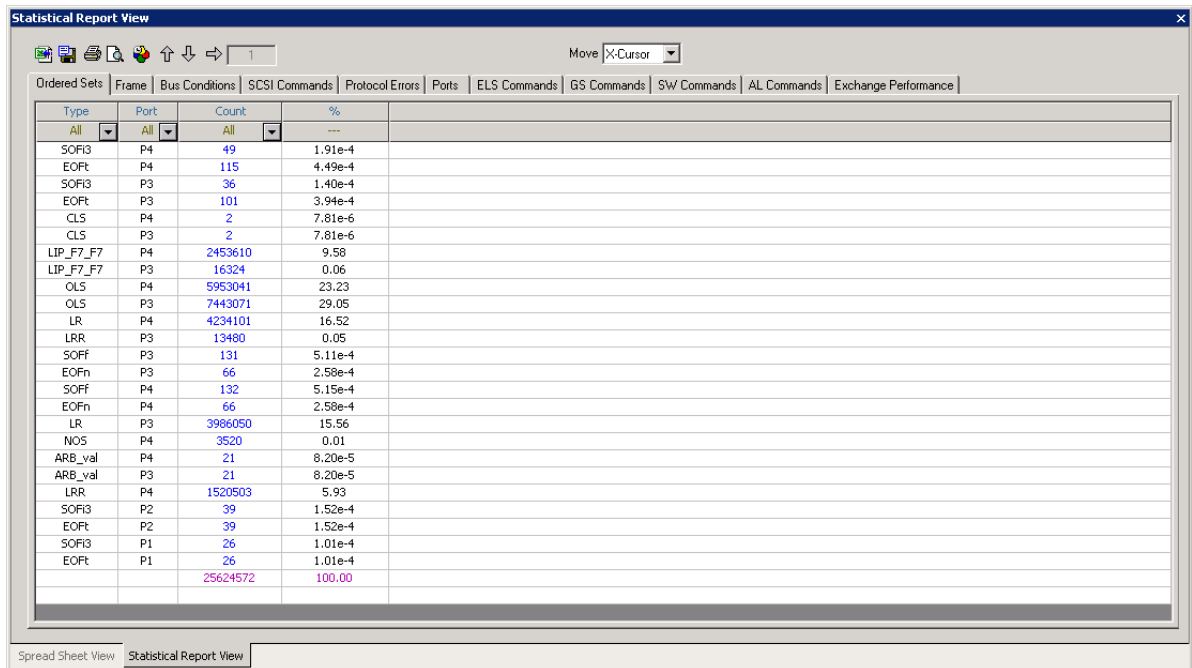 Statistical Report View
1 Move X-Cursor
Ordered Sets Frame Bus Conditions SCSI Commands Protocol Errors Ports ELS Commands GS Commands SW Commands AL Commands Exchange Performance
Type Port Count %
All All All ---
SOFi3 P4 49 1.91e-4
EOFt P4 115 4.49e-4
SOFi3 P3 36 1.40e-4
EOFt P3 101 3.94e-4
CLS P4 2 7.81e-6
CLS P3 2 7.81e-6
LIP_F7_F7 P4 2453610 9.58
LIP_F7_F7 P3 16324 0.06
OLS P4 5953041 23.23
OLS P3 7443071 29.05
LR P4 4234101 16.52
LRR P3 13480 0.05
SOFf P3 131 5.11e-4
EOFn P3 66 2.58e-4
SOFf P4 132 5.15e-4
EOFn P4 66 2.58e-4
LR P3 3986050 15.56
NOS P4 3520 0.01
ARB_val P4 21 8.20e-5
ARB_val P3 21 8.20e-5
LRR P4 1520503 5.93
SOFi3 P2 39 1.52e-4
EOFt P2 39 1.52e-4
SOFi3 P1 26 1.01e-4
EOFt P1 26 1.01e-4
25624572 100.00
Spread Sheet View Statistical Report View